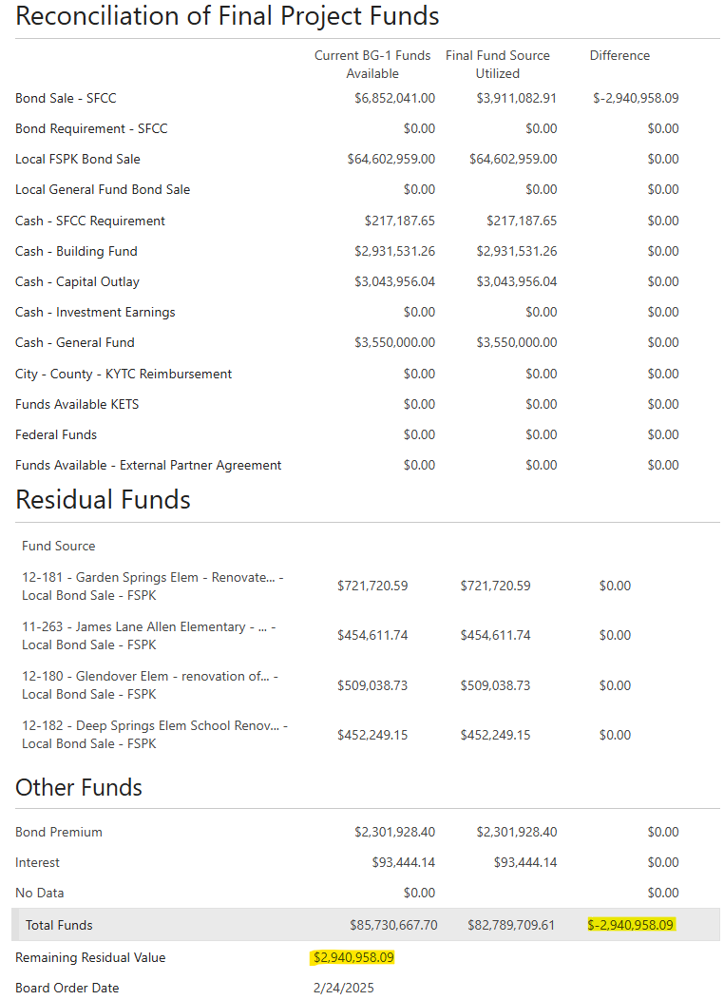 Reconciliation of Final Project Funds
Current BG-1 Funds Available Final Fund Source Utilized Difference
Bond Sale - SFCC $6,852,041.00 $3,911,082.91 $-2,940,958.09
Bond Requirement - SFCC $0.00 $0.00 $0.00
Local FSPK Bond Sale $64,602,959.00 $64,602,959.00 $0.00
Local General Fund Bond Sale $0.00 $0.00 $0.00
Cash - SFCC Requirement $217,187.65 $217,187.65 $0.00
Cash - Building Fund $2,931,531.26 $2,931,531.26 $0.00
Cash - Capital Outlay $3,043,956.04 $3,043,956.04 $0.00
Cash - Investment Earnings $0.00 $0.00 $0.00
Cash - General Fund $3,550,000.00 $3,550,000.00 $0.00
City - County - KYTC Reimbursement $0.00 $0.00 $0.00
Funds Available KETS $0.00 $0.00 $0.00
Federal Funds $0.00 $0.00 $0.00
Funds Available - External Partner Agreement $0.00 $0.00 $0.00
Residual Funds
Fund Source
12-181 - Garden Springs Elem - Renovate... -
Local Bond Sale - FSPK $721,720.59 $721,720.59 $0.00
11-263 - James Lane Allen Elementary - ... -
Local Bond Sale - FSPK $454,611.74 $454,611.74 $0.00
12-180 - Glendover Elem - renovation of... -
Local Bond Sale - FSPK $509,038.73 $509,038.73 $0.00
12-182 - Deep Springs Elem School Renov... -
Local Bond Sale - FSPK $452,249.15 $452,249.15 $0.00
Other Funds
Bond Premium $2,301,928.40 $2,301,928.40 $0.00
Interest $93,444.14 $93,444.14 $0.00
No Data $0.00 $0.00
Total Funds $85,730,667.70 $82,789,709.61 $-2,940,958.09
Remaining Residual Value $2,940,958.09
Board Order Date 2/24/2025